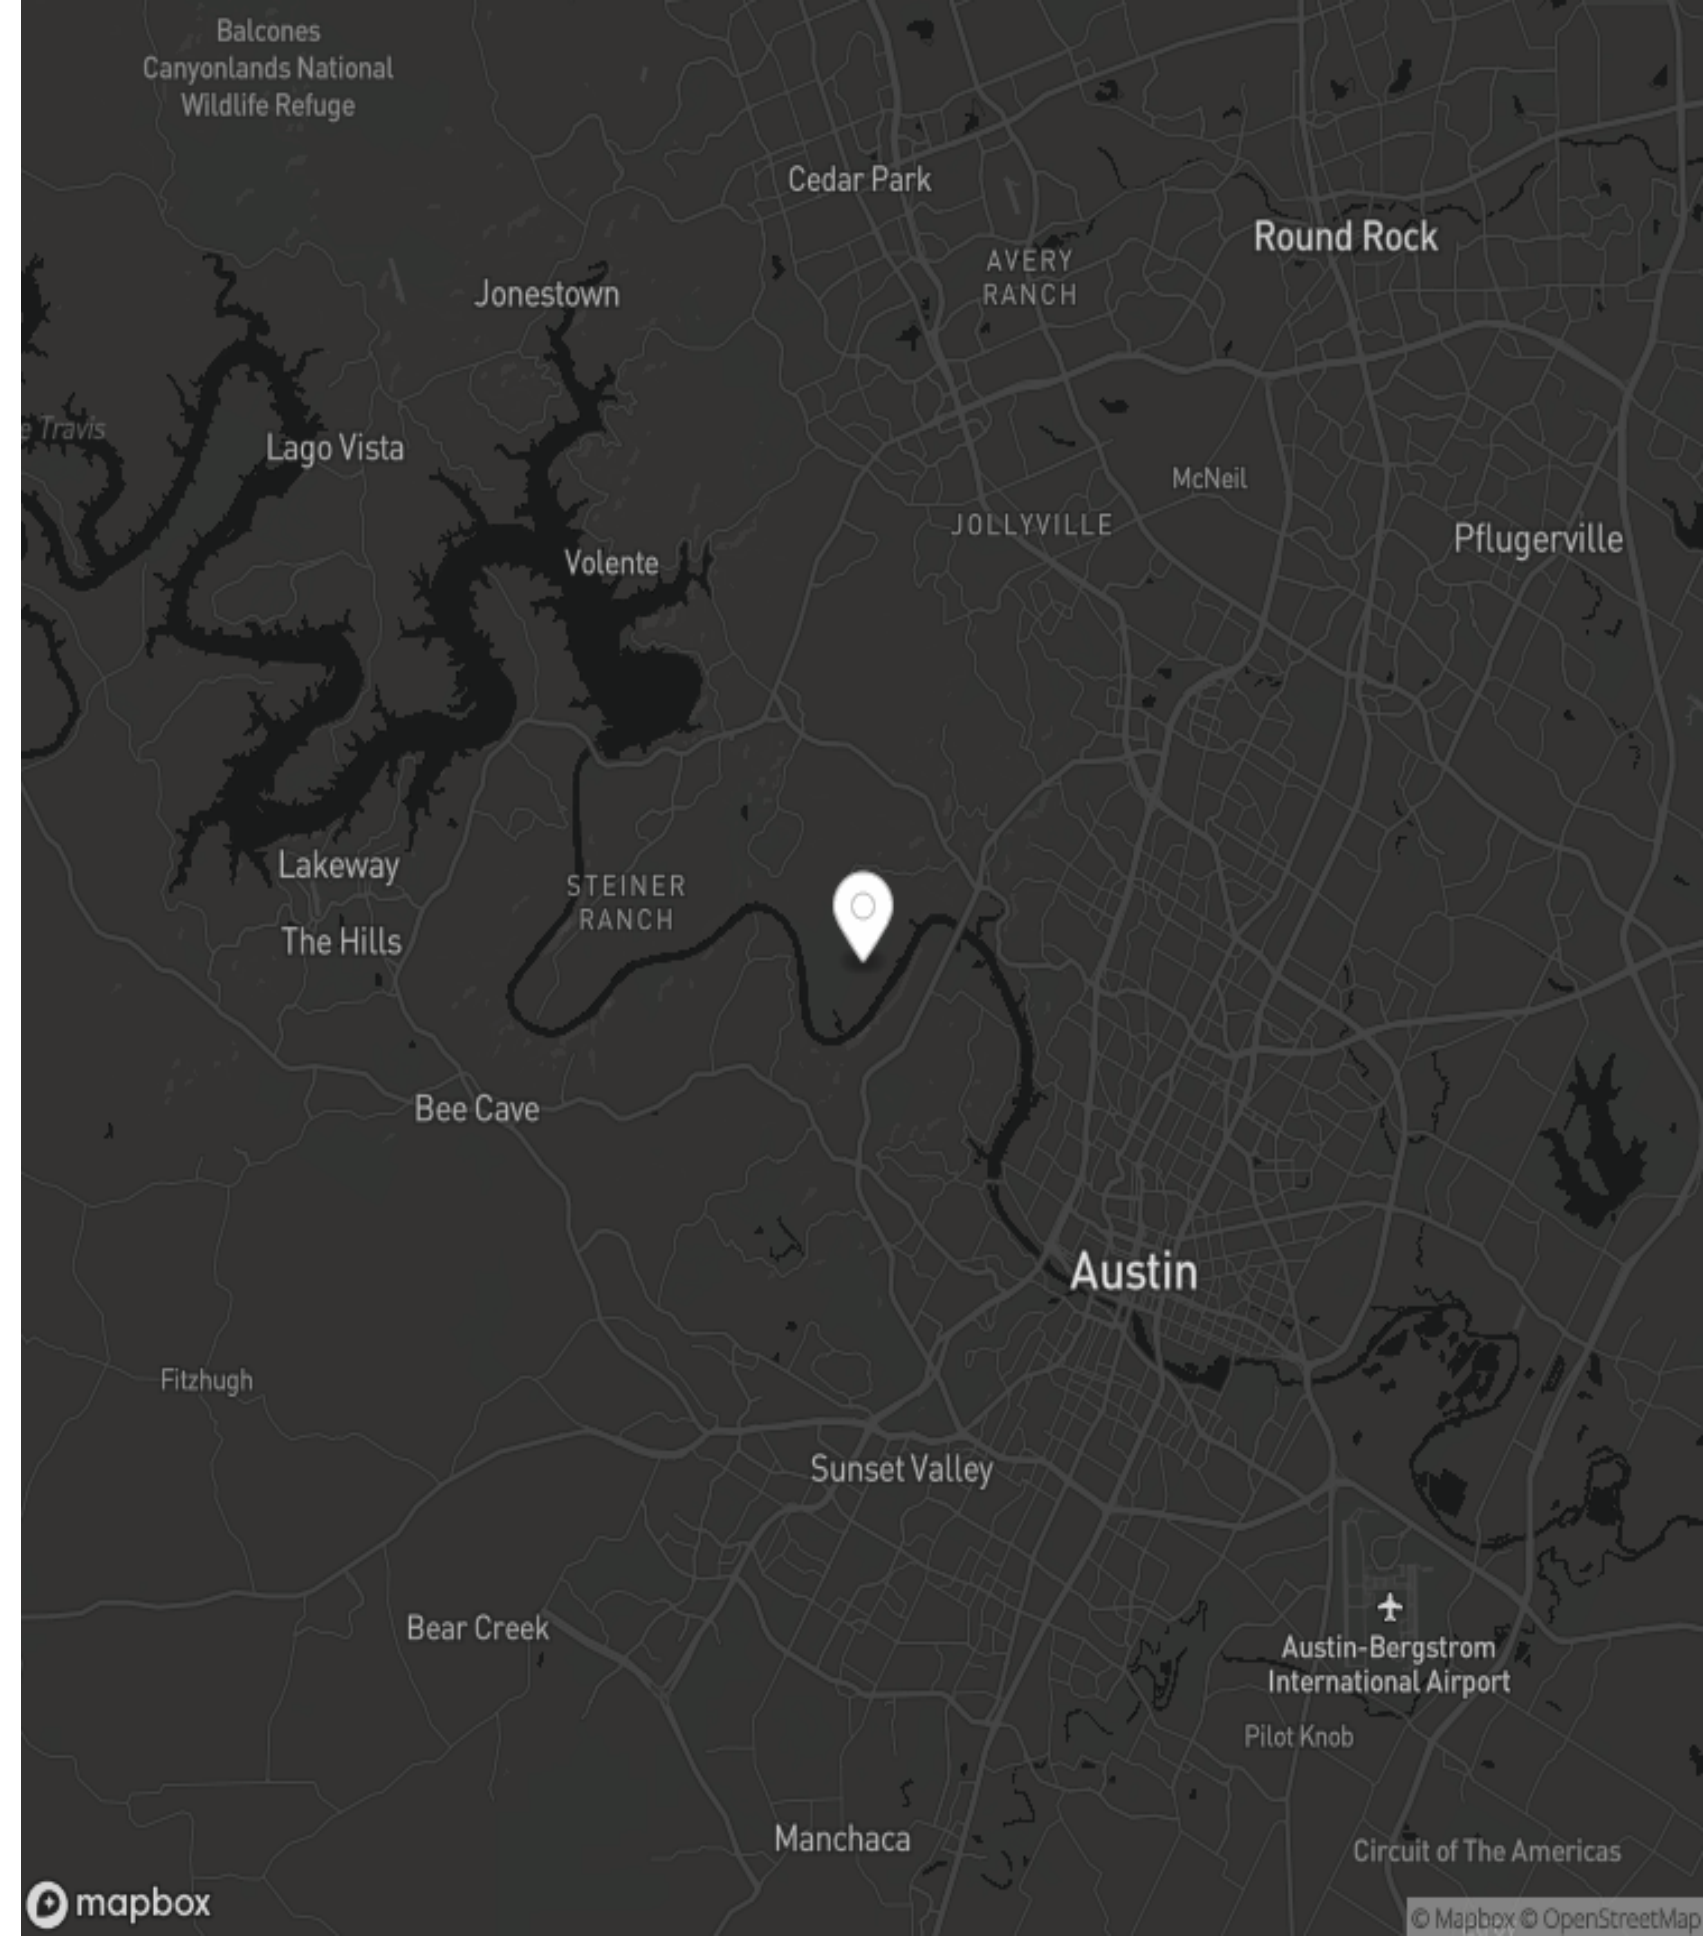 Balcones
Canyonlands National
Wildlife Refuge
Cedar Park
Round Rock
AVERY
RANCH
Jonestown
Travis
Lago Vista
McNeil
JOLLYVILLE
Pflugerville
Volente
Lakeway
STEINER
RANCH
The Hills
Bee Cave
Austin
Fitzhugh
Sunset Valley
Bear Creek
Austin-Bergstrom
International Airport
Pilot Knob
Manchaca
Circuit of The Americas
mapbox
© Mapbox © OpenStreetMap